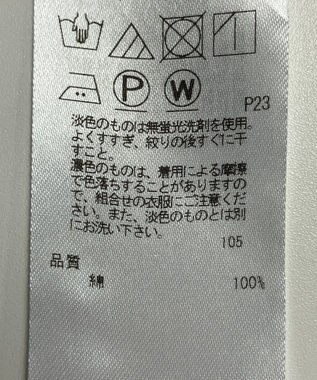 P W
P23
淡色のものは無蛍光洗剤を使用。
よくすすぎ、絞りの後すぐに干
すこと。
濃色のものは、着用による摩擦
で色落ちすることがありますの
で、組合せの衣服にご注意くだ
さい。また、淡色のものとは別
にお洗い下さい。
105
品質
綿 100%